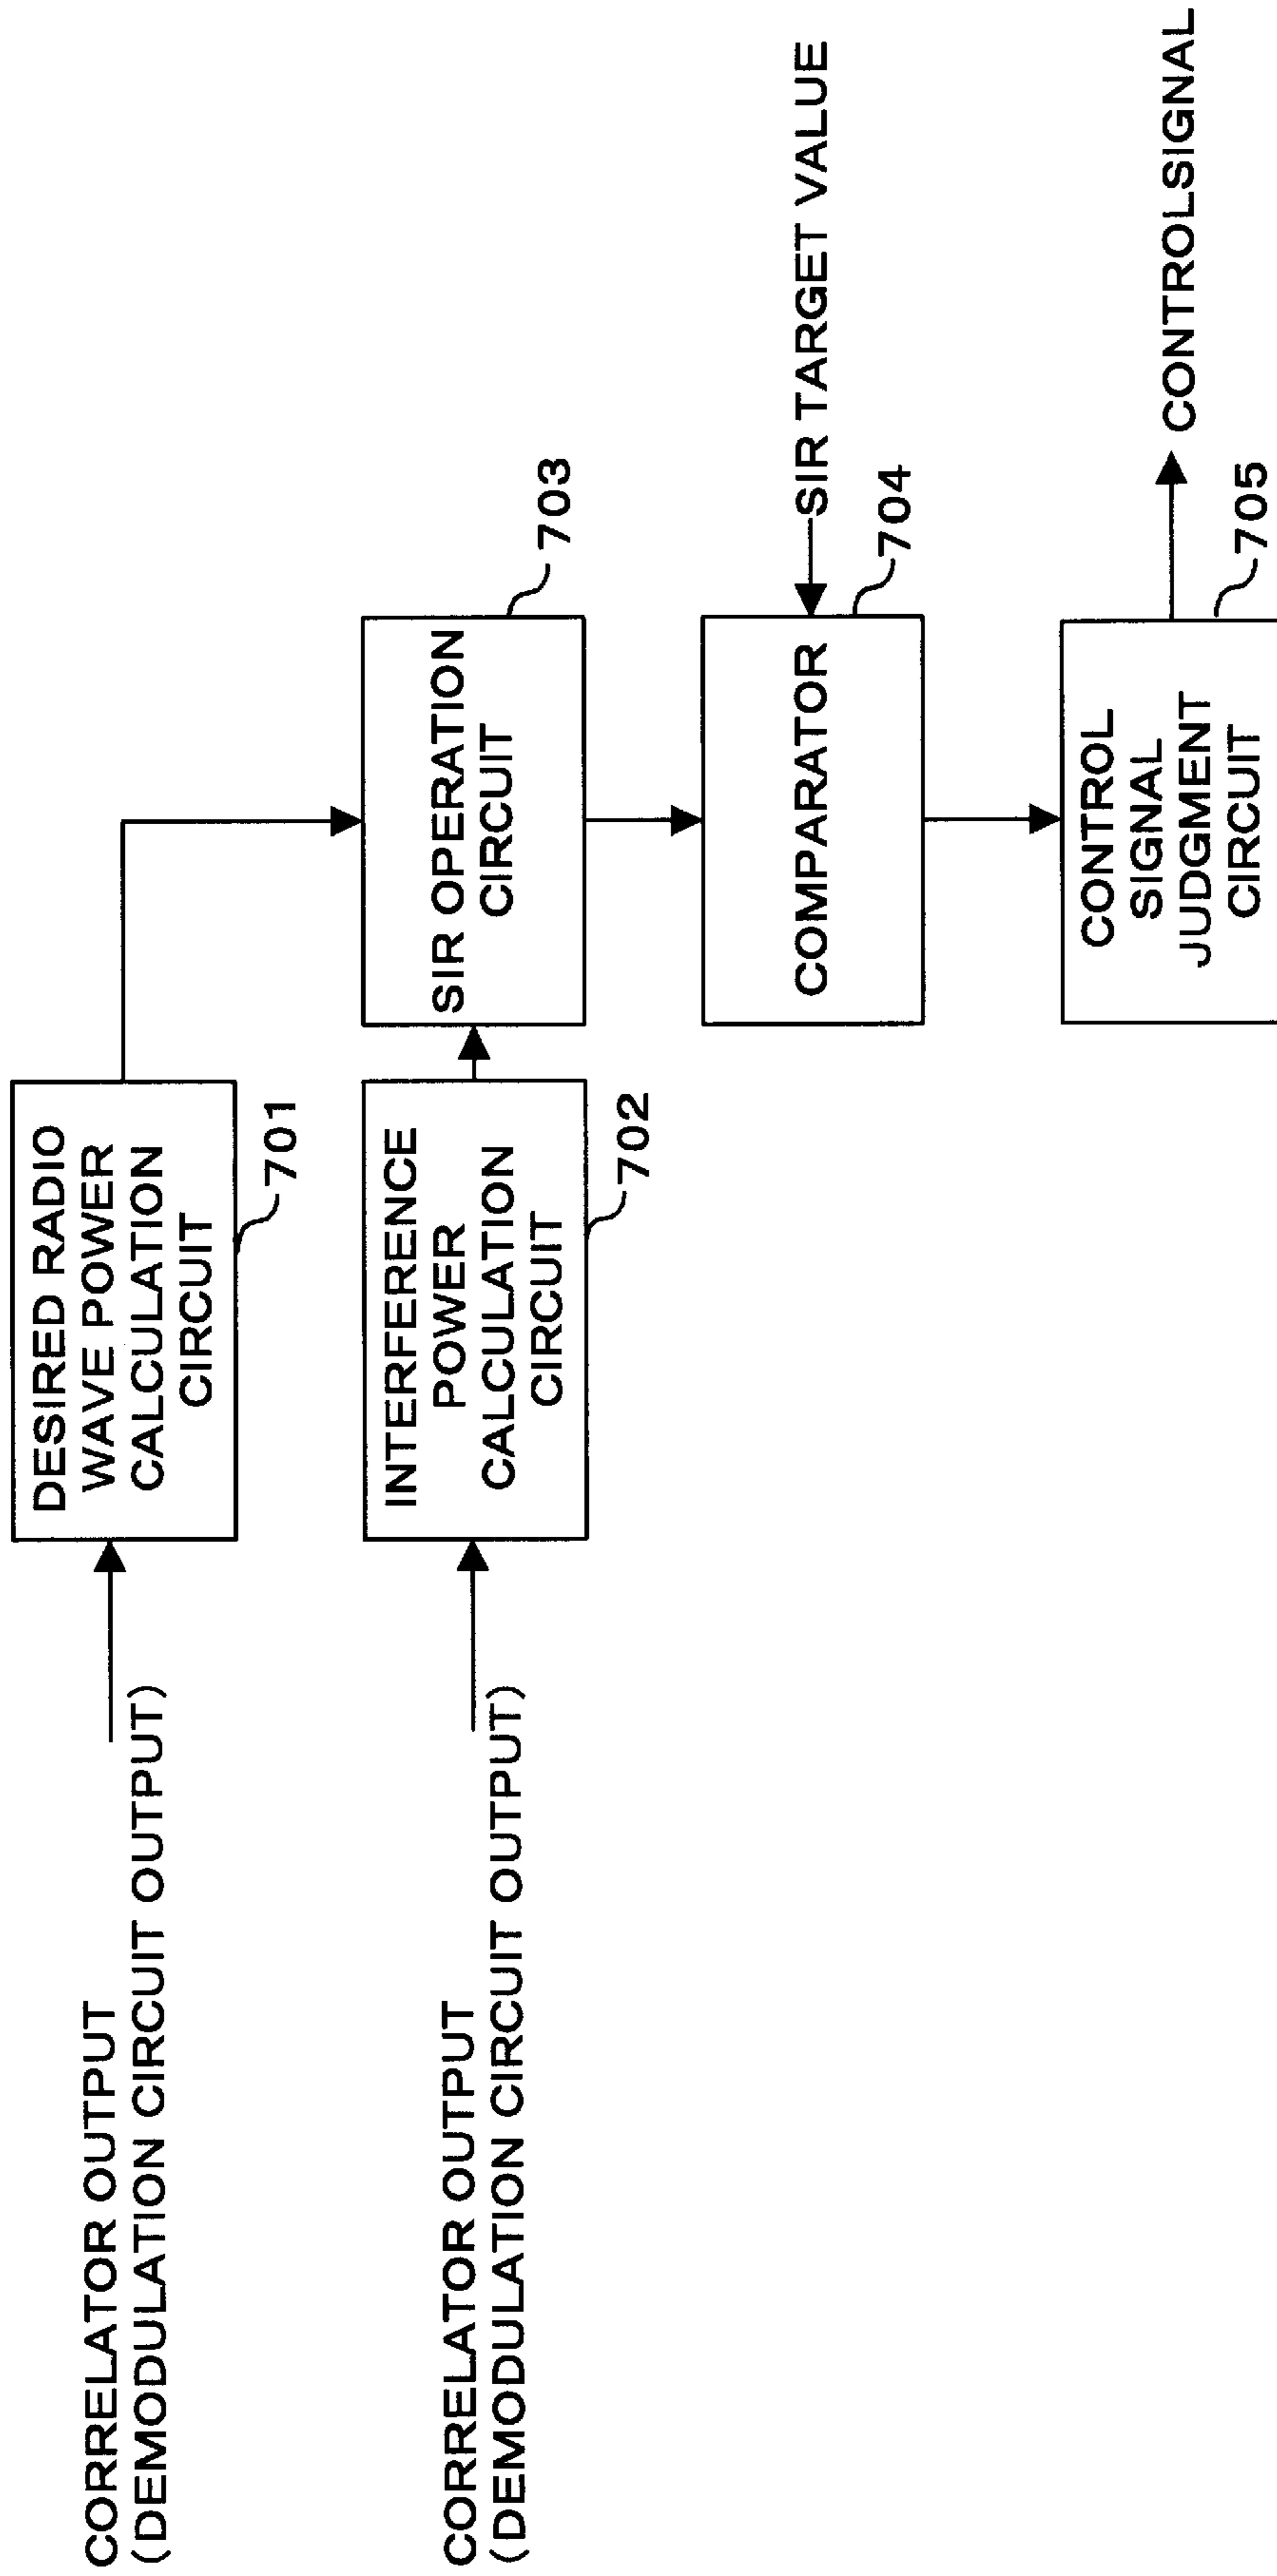 CORRELATOR OUTPUT
(DEMODULATION CIRCUIT OUTPUT)
DESIRED RADIO
WAVE POWER
CALCULATION
CIRCUIT
701
CORRELATOR OUTPUT
(DEMODULATION CIRCUIT OUTPUT)
INTERFERENCE
POWER
CALCULATION
CIRCUIT
702
SIR OPERATION
CIRCUIT
703
COMPARATOR
SIR TARGET VALUE
704
CONTROL
SIGNAL
JUDGMENT
CIRCUIT
CONTROLSIGNAL
705